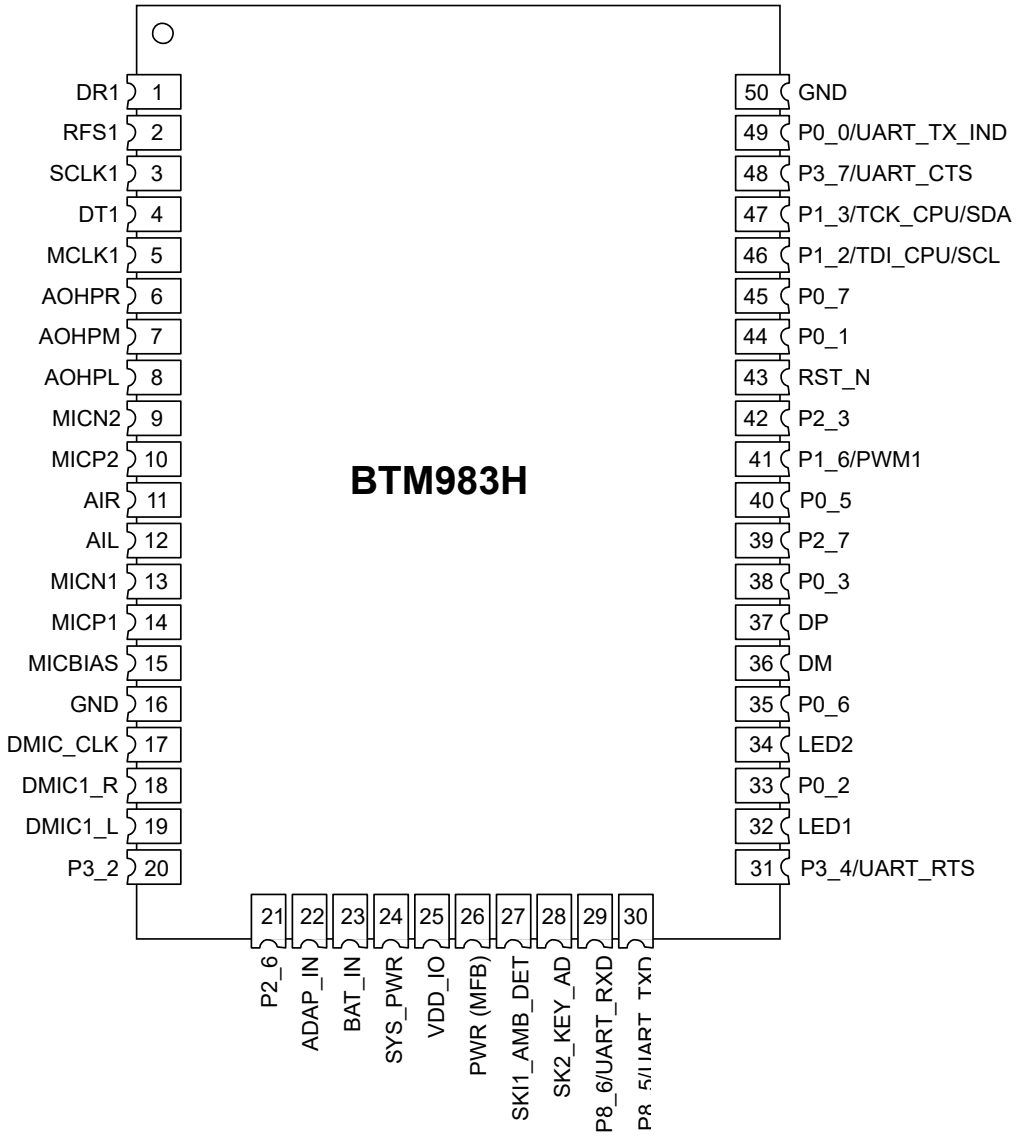 DR1 1
RFS1 2
SCLK1 3
DT1 4
MCLK1 5
AOHPR 6
AOHPM 7
AOHPL 8
MICN2 9
MICP2 10
AIR 11
AIL 12
MICN1 13
MICP1 14
MICBIAS 15
GND 16
DMIC_CLK 17
DMIC1_R 18
DMIC1_L 19
P3_2 20
BTM983H
50 GND
49 P0_0/UART_TX_IND
48 P3_7/UART_CTS
47 P1_3/TCK_CPU/SDA
46 P1_2/TDI_CPU/SCL
45 P0_7
44 P0_1
43 RST_N
42 P2_3
41 P1_6/PWM1
40 P0_5
39 P2_7
38 P0_3
37 DP
36 DM
35 P0_6
34 LED2
33 P0_2
32 LED1
31 P3_4/UART_RTS
21 P2_6
22 ADAP_IN
23 BAT_IN
24 SYS_PWR
25 VDD_IO
26 PWR (MFB)
27 SKI1_AMB_DET
28 SK2_KEY_AD
29 P8_6/UART_RXD
30 P8_5/UART_TXD